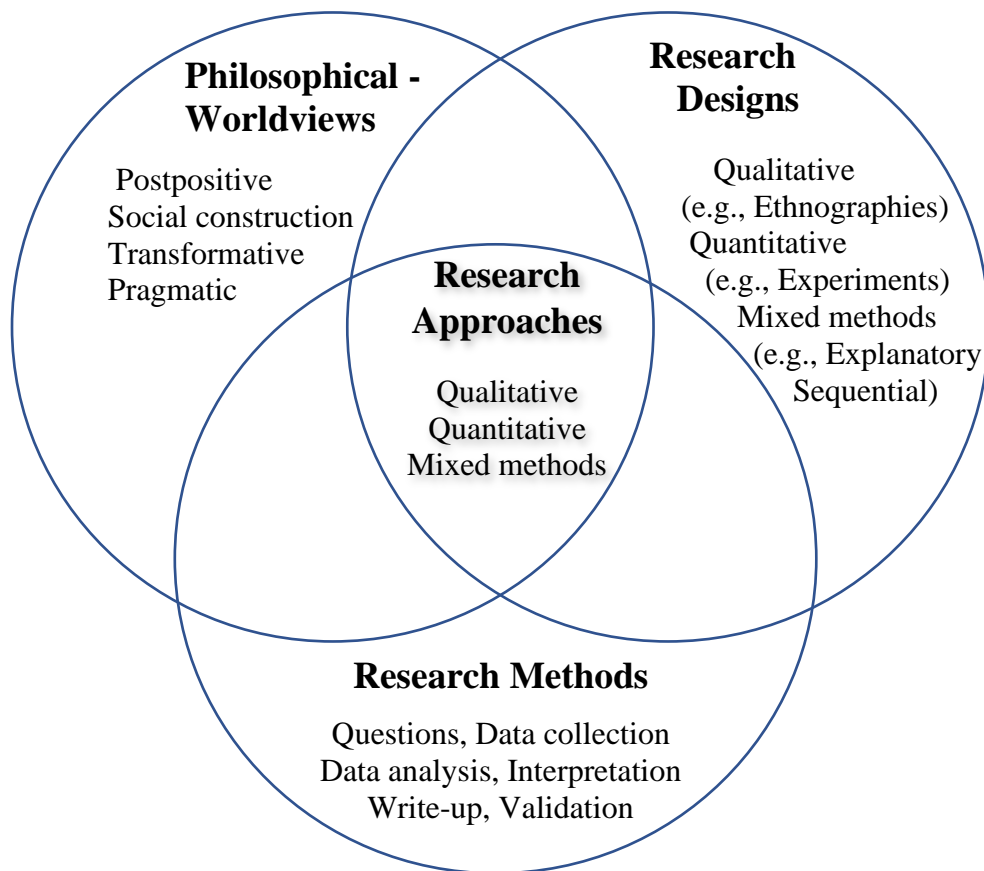 Philosophical -
Worldviews
Postpositive
Social construction
Transformative
Pragmatic
Research
Designs
Qualitative
(e.g., Ethnographies)
Quantitative
(e.g., Experiments)
Mixed methods
(e.g., Explanatory
Sequential)
Research
Approaches
Qualitative
Quantitative
Mixed methods
Research Methods
Questions, Data collection
Data analysis, Interpretation
Write-up, Validation